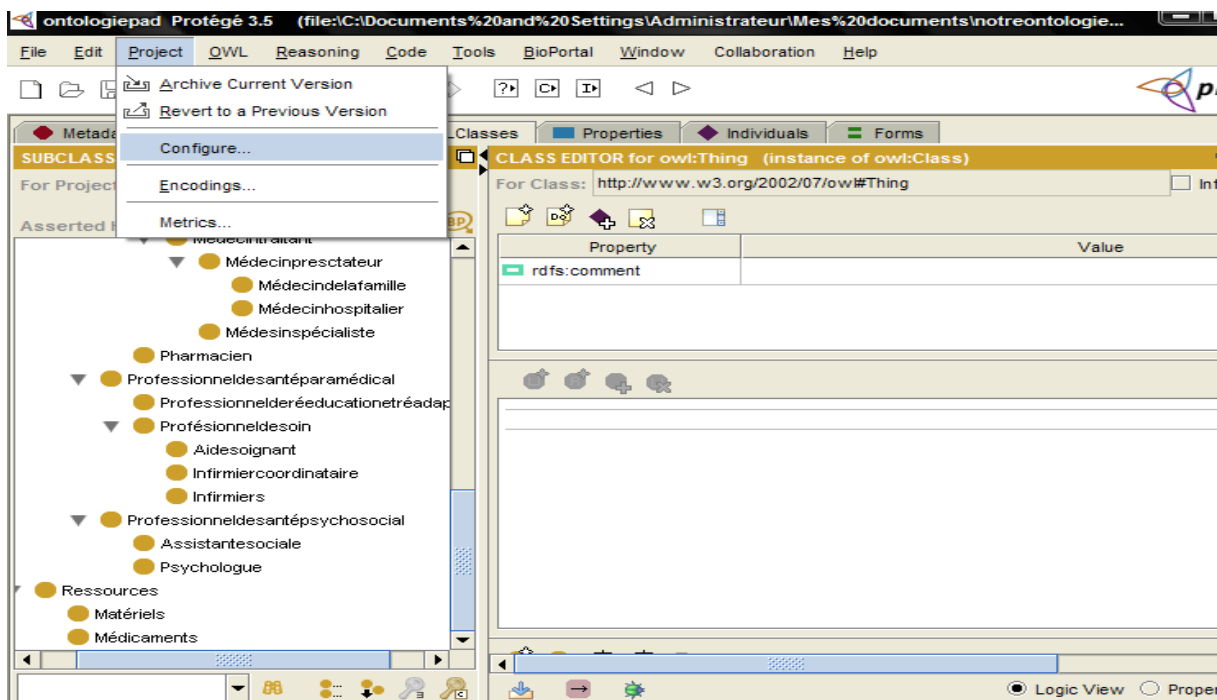 ontologiepad Protégé 3.5 (file:\C:\Documents%20and%20Settings\Administrateur\Mes%20documents\notreontologie...
File Edit Project OWL Reasoning Code Tools BioPortal Window Collaboration Help
Archive Current Version
Revert to a Previous Version
Configure...
Encodings...
Metrics...
Metada
Classes Properties Individuals Forms
SUBCLASS
CLASS EDITOR for owl:Thing (instance of owl:Class)
For Project
For Class: http://www.w3.org/2002/07/owl#Thing
Inf
Asserted H
Property Value
rdfs:comment
Médecintraitant
Médecinpresctateur
Médecindelafamille
Médecinhospitalier
Médesinspécialiste
Pharmacien
Professionneldesantéparamédical
Professionnelderéeducationetréadap
Profésionneldesoin
Aidesoignant
Infirmiercoordinataire
Infirmiers
Professionneldesantépsychosocial
Assistantesociale
Psychologue
Ressources
Matériels
Médicaments
Logic View Proper